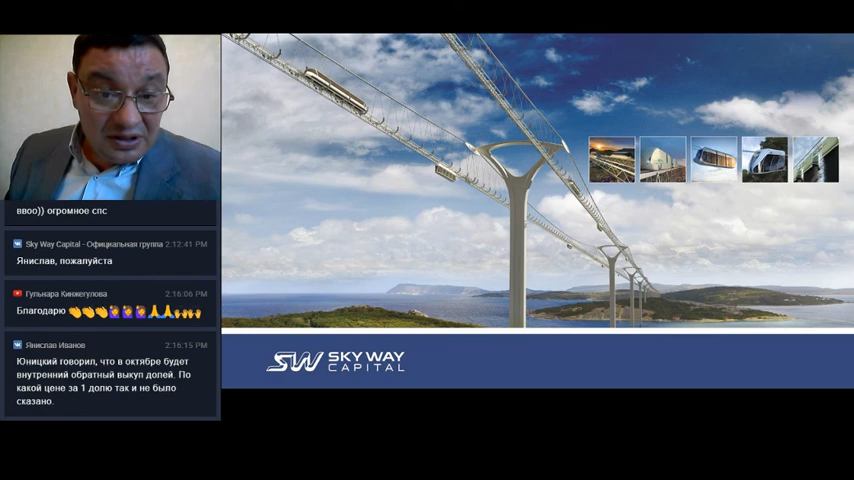 ввоо)) огромное спс
Sky Way Capital - Официальная группа 2:12:41 PM
Янислав, пожалуйста
Гульнара Кинжегулова 2:16:06 PM
Благодарю 👏👏👏🙋‍♀️🙋‍♀️🙋‍♀️🙏🙏🙌🙌
Янислав Иванов 2:16:15 PM
Юницкий говорил, что в октябре будет
внутренний обратный выкуп долей. По
какой цене за 1 долю так и не было
сказано.
SW SKY WAY
CAPITAL